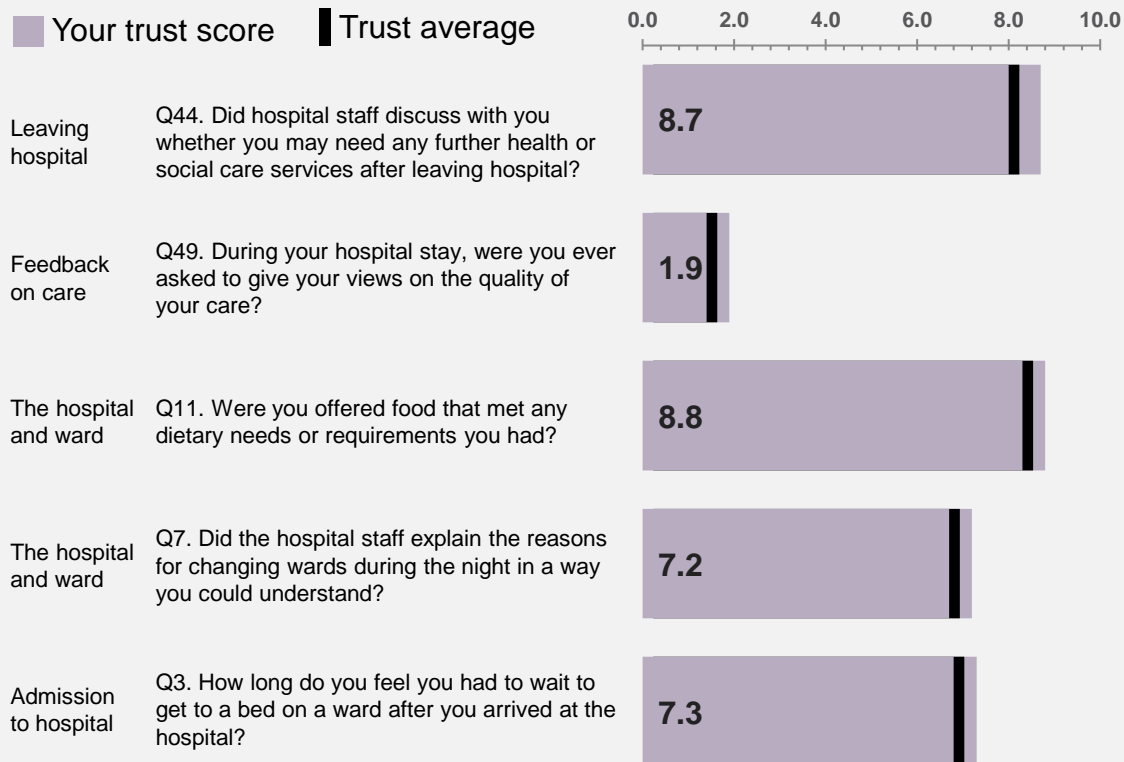 Your trust score
Trust average
0.0 2.0 4.0 6.0 8.0 10.0
Leaving
hospital
Q44. Did hospital staff discuss with you
whether you may need any further health or
social care services after leaving hospital?
8.7
Feedback
on care
Q49. During your hospital stay, were you ever
asked to give your views on the quality of
your care?
1.9
The hospital
and ward
Q11. Were you offered food that met any
dietary needs or requirements you had?
8.8
The hospital
and ward
Q7. Did the hospital staff explain the reasons
for changing wards during the night in a way
you could understand?
7.2
Admission
to hospital
Q3. How long do you feel you had to wait to
get to a bed on a ward after you arrived at the
hospital?
7.3